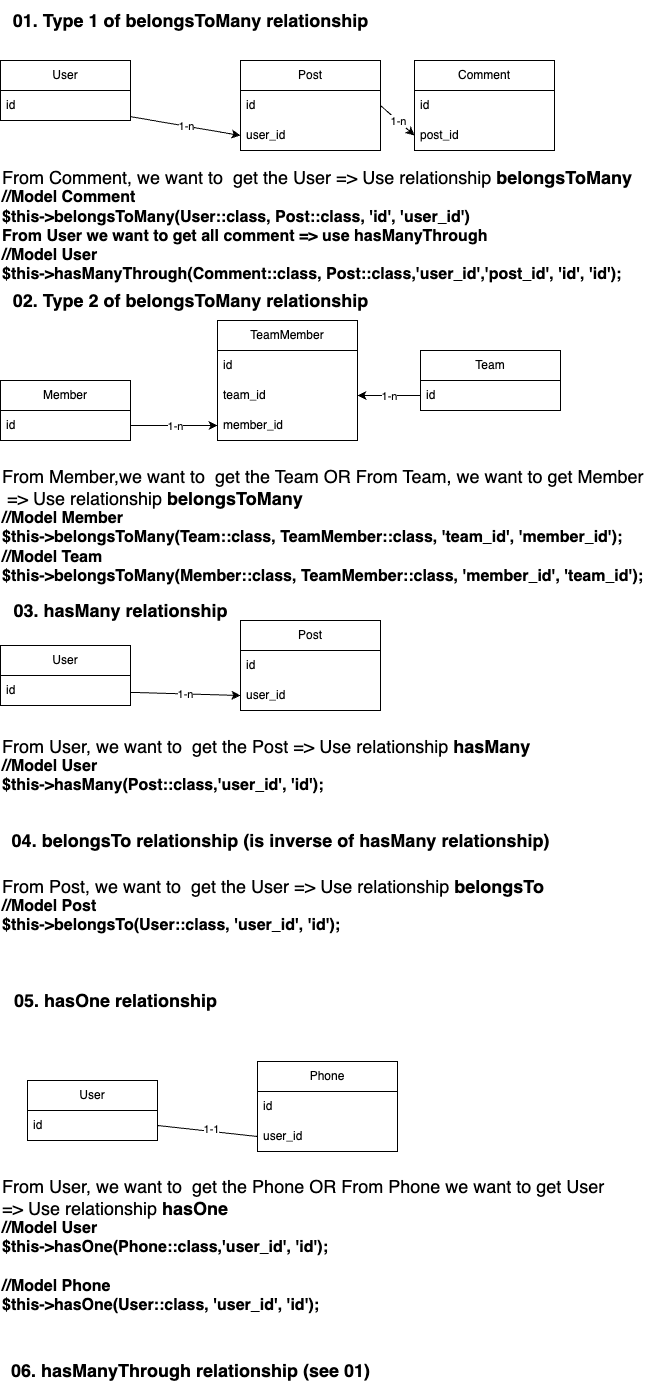 01. Type 1 of belongsToMany relationship
User
Post
Comment
id
id
id
1-n
user_id
1-n
post_id
From Comment, we want to  get the User => Use relationship belongsToMany
//Model Comment
$this->belongsToMany(User::class, Post::class, 'id', 'user_id')
From User we want to get all comment => use hasManyThrough
//Model User
$this->hasManyThrough(Comment::class, Post::class,'user_id','post_id', 'id', 'id');
02. Type 2 of belongsToMany relationship
TeamMember
id
Team
Member
team_id
1-n
id
id
1-n
member_id
From Member,we want to  get the Team OR From Team, we want to get Member
=> Use relationship belongsToMany
//Model Member
$this->belongsToMany(Team::class, TeamMember::class, 'team_id', 'member_id');
//Model Team
$this->belongsToMany(Member::class, TeamMember::class, 'member_id', 'team_id');
03. hasMany relationship
User
Post
id
id
1-n
user_id
From User, we want to  get the Post => Use relationship hasMany
//Model User
$this->hasMany(Post::class,'user_id', 'id');
04. belongsTo relationship (is inverse of hasMany relationship)
From Post, we want to  get the User => Use relationship belongsTo
//Model Post
$this->belongsTo(User::class, 'user_id', 'id');
05. hasOne relationship
User
Phone
id
id
1-1
user_id
From User, we want to  get the Phone OR From Phone we want to get User
=> Use relationship hasOne
//Model User
$this->hasOne(Phone::class,'user_id', 'id');
//Model Phone
$this->hasOne(User::class, 'user_id', 'id');
06. hasManyThrough relationship (see 01)